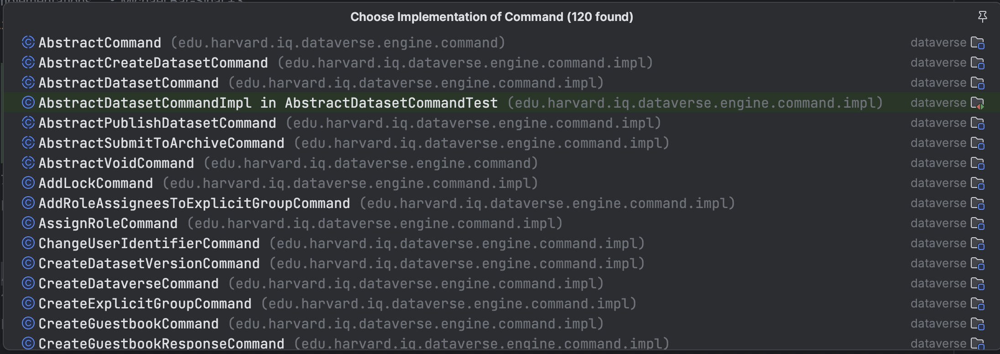 Choose Implementation of Command (120 found)
AbstractCommand (edu.harvard.iq.dataverse.engine.command) dataverse
AbstractCreateDatasetCommand (edu.harvard.iq.dataverse.engine.command.impl) dataverse
AbstractDatasetCommand (edu.harvard.iq.dataverse.engine.command.impl) dataverse
AbstractDatasetCommandImpl in AbstractDatasetCommandTest (edu.harvard.iq.dataverse.engine.command.impl) dataverse
AbstractPublishDatasetCommand (edu.harvard.iq.dataverse.engine.command.impl) dataverse
AbstractSubmitToArchiveCommand (edu.harvard.iq.dataverse.engine.command.impl) dataverse
AbstractVoidCommand (edu.harvard.iq.dataverse.engine.command) dataverse
AddLockCommand (edu.harvard.iq.dataverse.engine.command.impl) dataverse
AddRoleAssigneesToExplicitGroupCommand (edu.harvard.iq.dataverse.engine.command.impl) dataverse
AssignRoleCommand (edu.harvard.iq.dataverse.engine.command.impl) dataverse
ChangeUserIdentifierCommand (edu.harvard.iq.dataverse.engine.command.impl) dataverse
CreateDatasetVersionCommand (edu.harvard.iq.dataverse.engine.command.impl) dataverse
CreateDataverseCommand (edu.harvard.iq.dataverse.engine.command.impl) dataverse
CreateExplicitGroupCommand (edu.harvard.iq.dataverse.engine.command.impl) dataverse
CreateGuestbookCommand (edu.harvard.iq.dataverse.engine.command.impl) dataverse
CreateGuestbookResponseCommand (edu.harvard.iq.dataverse.engine.command.impl) dataverse